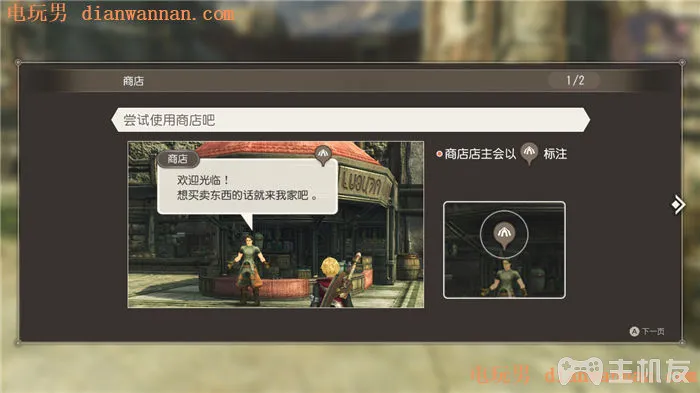 电玩男 dianwannan.com
商店
1/2
尝试使用商店吧
商店
欢迎光临！
想买卖东西的话就来我家吧。
商店店主会以 标注
A 下一页
电玩男
主机友